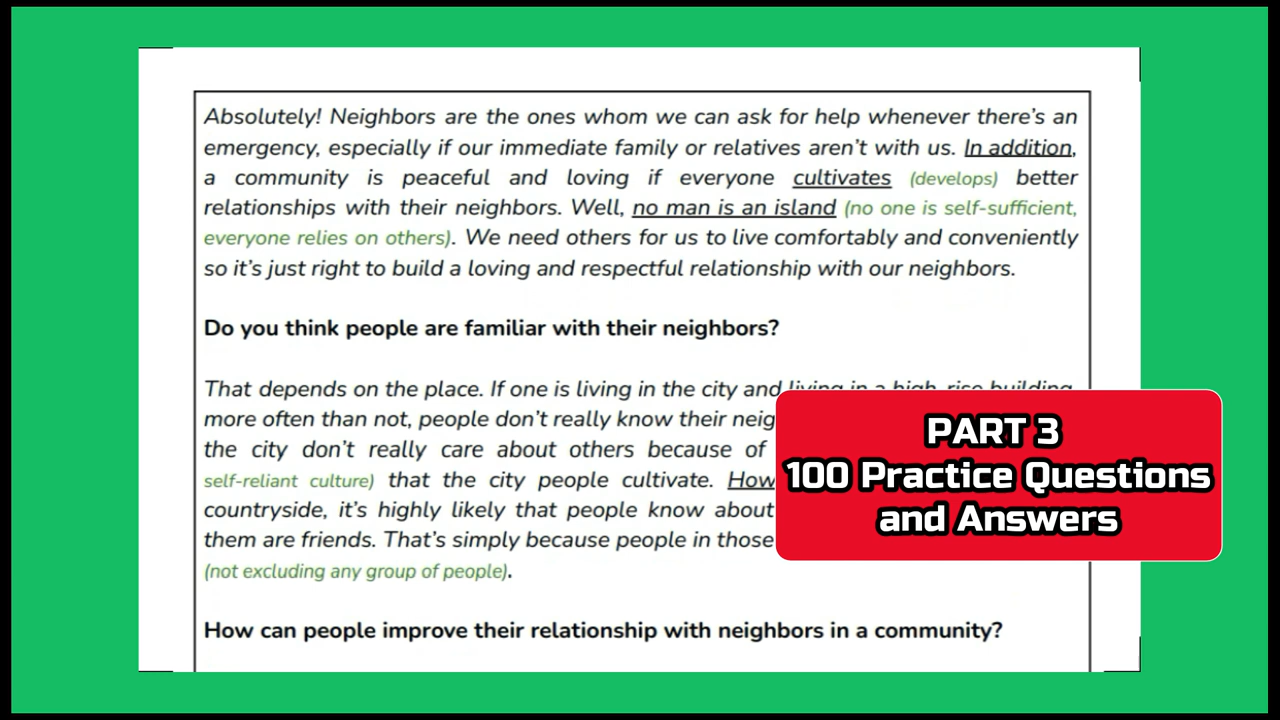 Absolutely! Neighbors are the ones whom we can ask for help whenever there's an
emergency, especially if our immediate family or relatives aren't with us. In addition,
a community is peaceful and loving if everyone cultivates (develops) better
relationships with their neighbors. Well, no man is an island (no one is self-sufficient,
everyone relies on others). We need others for us to live comfortably and conveniently
so it's just right to build a loving and respectful relationship with our neighbors.
Do you think people are familiar with their neighbors?
That depends on the place. If one is living in the city and living in a high-rise building,
more often than not, people don't really know their
the city don't really care about others because of
self-reliant culture) that the city people cultivate.
countryside, it's highly likely that people know about
them are friends. That's simply because people in those
(not excluding any group of people).
How can people improve their relationship with neighbors in a community?
PART 3
100 Practice Questions
and Answers